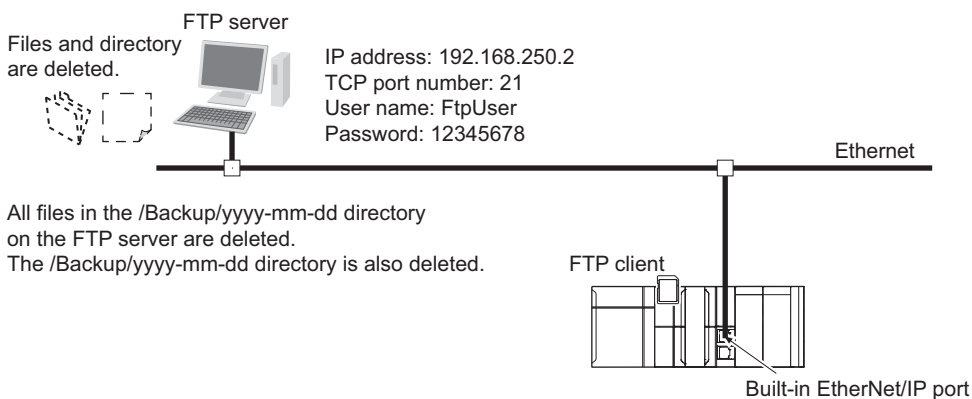 FTP server
Files and directory
are deleted.
IP address: 192.168.250.2
TCP port number: 21
User name: FtpUser
Password: 12345678
Ethernet
All files in the /Backup/yyyy-mm-dd directory
on the FTP server are deleted.
The /Backup/yyyy-mm-dd directory is also deleted.
FTP client
Built-in EtherNet/IP port